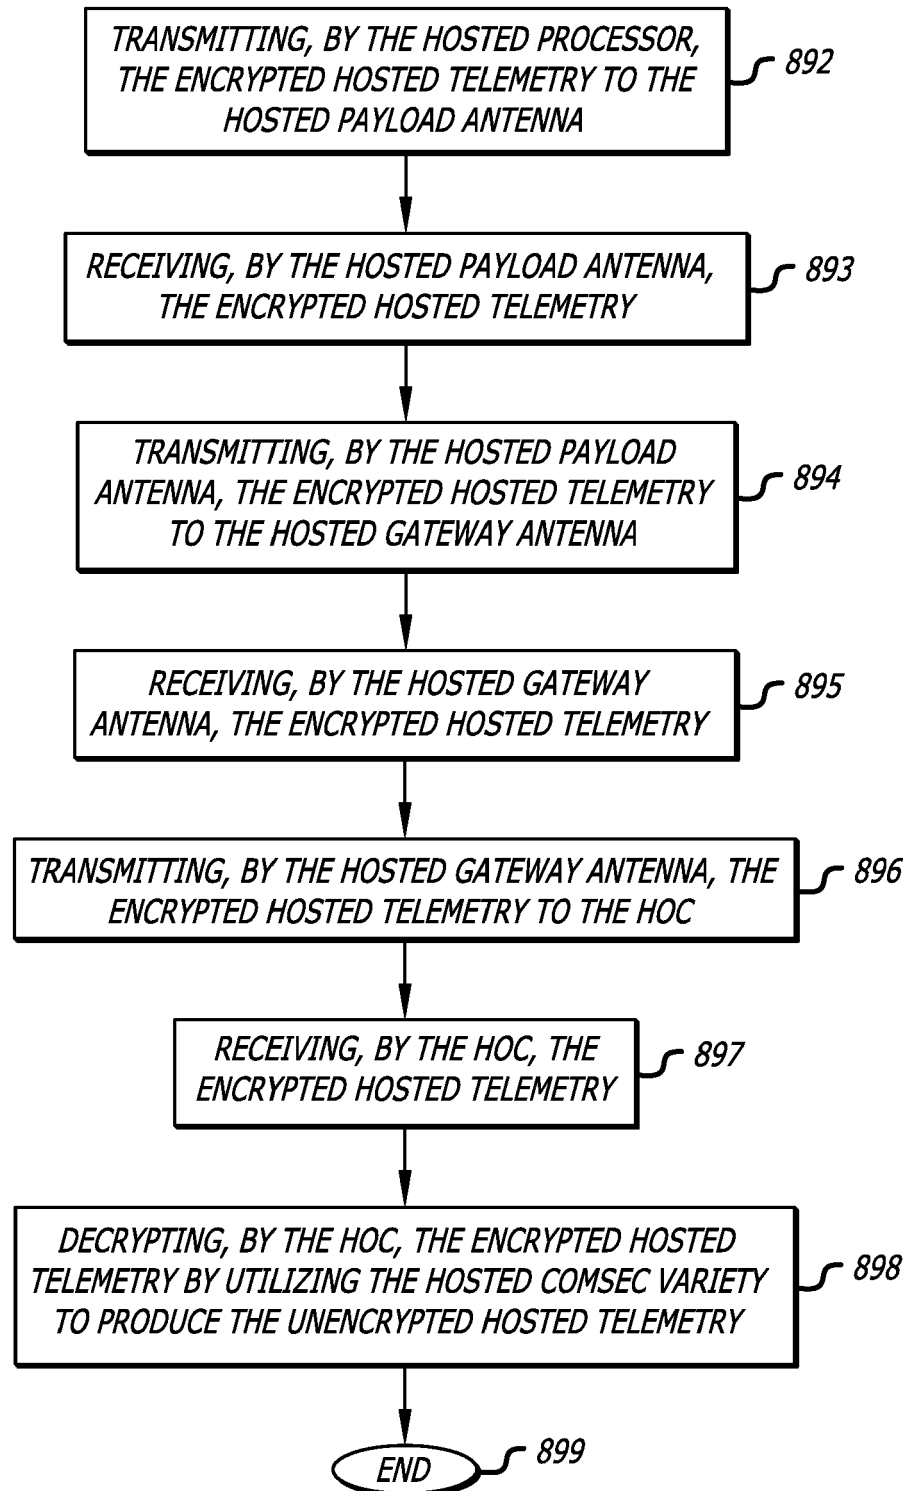 TRANSMITTING, BY THE HOSTED PROCESSOR,
THE ENCRYPTED HOSTED TELEMETRY TO THE
HOSTED PAYLOAD ANTENNA
892
RECEIVING, BY THE HOSTED PAYLOAD ANTENNA,
THE ENCRYPTED HOSTED TELEMETRY
893
TRANSMITTING, BY THE HOSTED PAYLOAD
ANTENNA, THE ENCRYPTED HOSTED TELEMETRY
TO THE HOSTED GATEWAY ANTENNA
894
RECEIVING, BY THE HOSTED GATEWAY
ANTENNA, THE ENCRYPTED HOSTED TELEMETRY
895
TRANSMITTING, BY THE HOSTED GATEWAY ANTENNA, THE
ENCRYPTED HOSTED TELEMETRY TO THE HOC
896
RECEIVING, BY THE HOC, THE
ENCRYPTED HOSTED TELEMETRY
897
DECRYPTING, BY THE HOC, THE ENCRYPTED HOSTED
TELEMETRY BY UTILIZING THE HOSTED COMSEC VARIETY
TO PRODUCE THE UNENCRYPTED HOSTED TELEMETRY
898
END
899